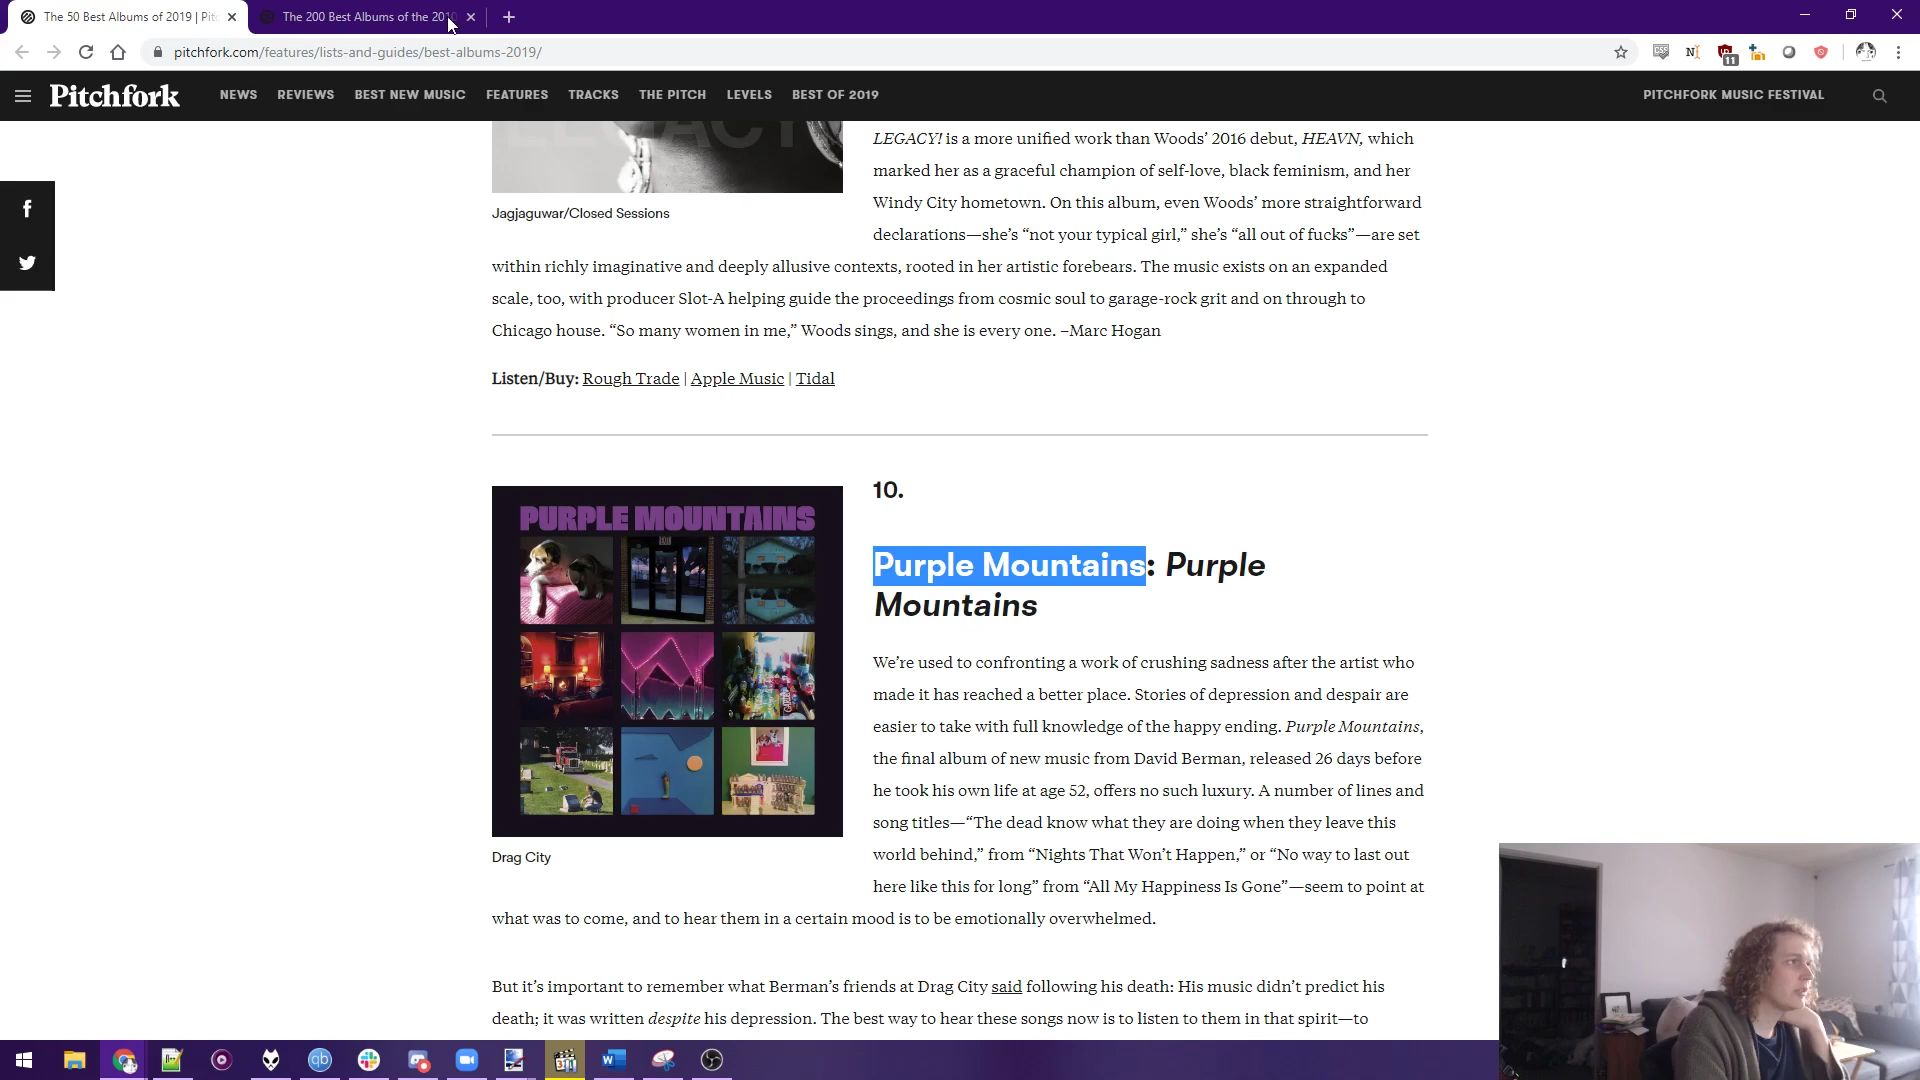 The 50 Best Albums of 2019 | Pitc
The 200 Best Albums of the 2010
pitchfork.com/features/lists-and-guides/best-albums-2019/
11
Pitchfork
NEWS
REVIEWS
BEST NEW MUSIC
FEATURES
TRACKS
THE PITCH
LEVELS
BEST OF 2019
PITCHFORK MUSIC FESTIVAL
LEGACY
LEGACY! is a more unified work than Woods’ 2016 debut, HEAVN, which
marked her as a graceful champion of self-love, black feminism, and her
Windy City hometown. On this album, even Woods’ more straightforward
declarations—she’s “not your typical girl,” she’s “all out of fucks”—are set
within richly imaginative and deeply allusive contexts, rooted in her artistic forebears. The music exists on an expanded
scale, too, with producer Slot-A helping guide the proceedings from cosmic soul to garage-rock grit and on through to
Chicago house. “So many women in me,” Woods sings, and she is every one. –Marc Hogan
Jagjaguwar/Closed Sessions
Listen/Buy: Rough Trade | Apple Music | Tidal
10.
PURPLE MOUNTAINS
Purple Mountains: Purple
Mountains
We’re used to confronting a work of crushing sadness after the artist who
made it has reached a better place. Stories of depression and despair are
easier to take with full knowledge of the happy ending. Purple Mountains,
the final album of new music from David Berman, released 26 days before
he took his own life at age 52, offers no such luxury. A number of lines and
song titles—“The dead know what they are doing when they leave this
world behind,” from “Nights That Won’t Happen,” or “No way to last out
here like this for long” from “All My Happiness Is Gone”—seem to point at
what was to come, and to hear them in a certain mood is to be emotionally overwhelmed.
Drag City
But it’s important to remember what Berman’s friends at Drag City said following his death: His music didn’t predict his
death; it was written despite his depression. The best way to hear these songs now is to listen to them in that spirit—to